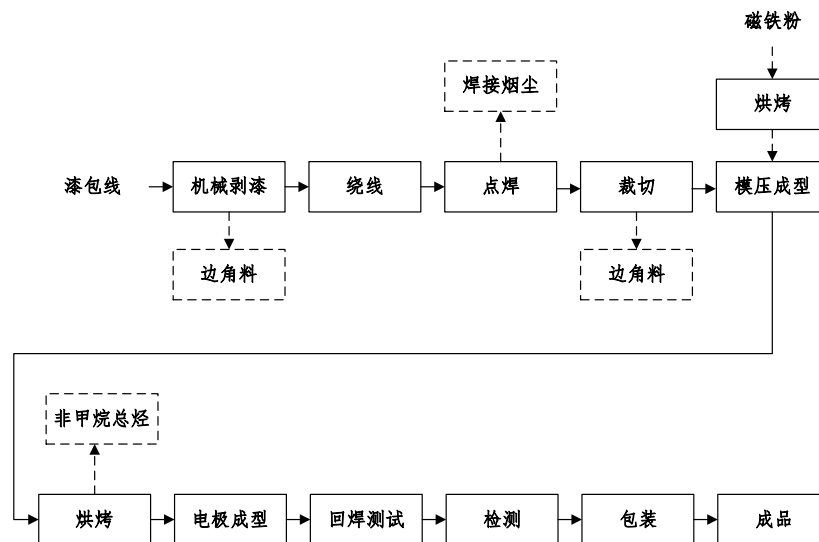 磁铁粉
焊接烟尘
烘烤
漆包线
机械剥漆
绕线
点焊
裁切
模压成型
边角料
边角料
非甲烷总烃
烘烤
电极成型
回焊测试
检测
包装
成品